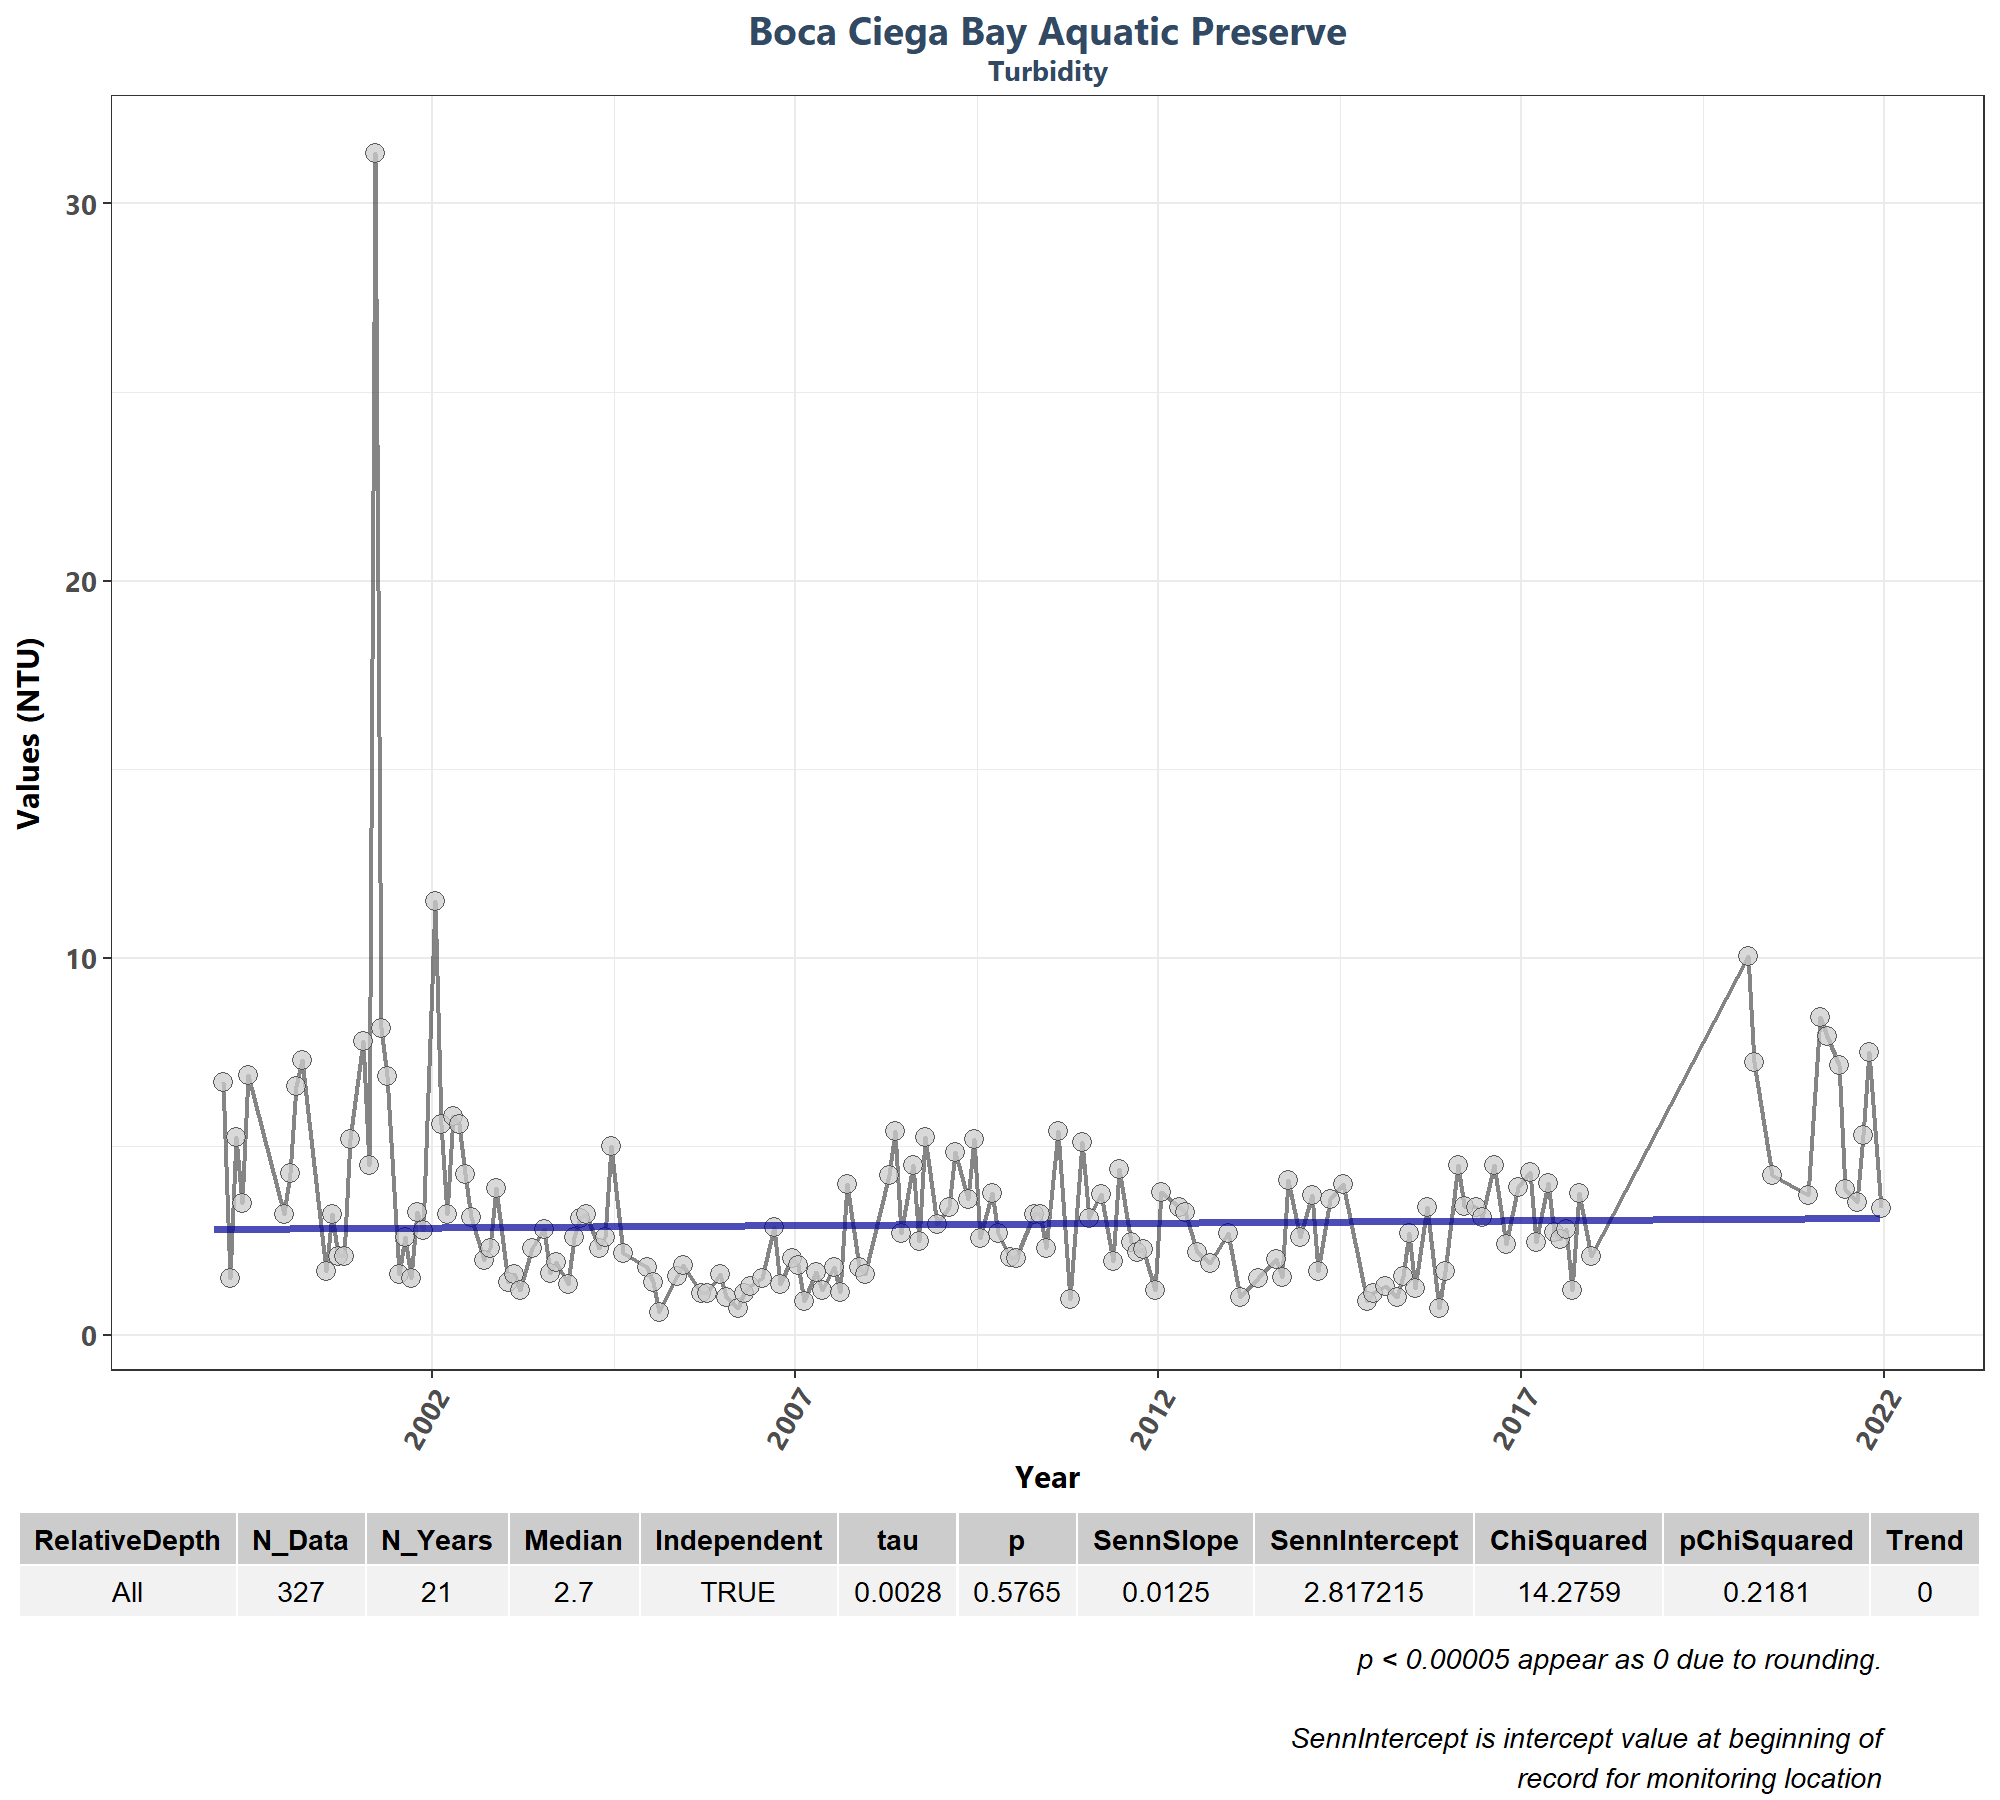 Boca Ciega Bay Aquatic Preserve
Turbidity
Values (NTU)
30
20
10
0
2002 2007 2012 2017 2022
Year
RelativeDepth N_Data N_Years Median Independent tau p SennSlope SennIntercept ChiSquared pChiSquared Trend
All 327 21 2.7 TRUE 0.0028 0.5765 0.0125 2.817215 14.2759 0.2181 0
p < 0.00005 appear as 0 due to rounding.
SennIntercept is intercept value at beginning of
record for monitoring location